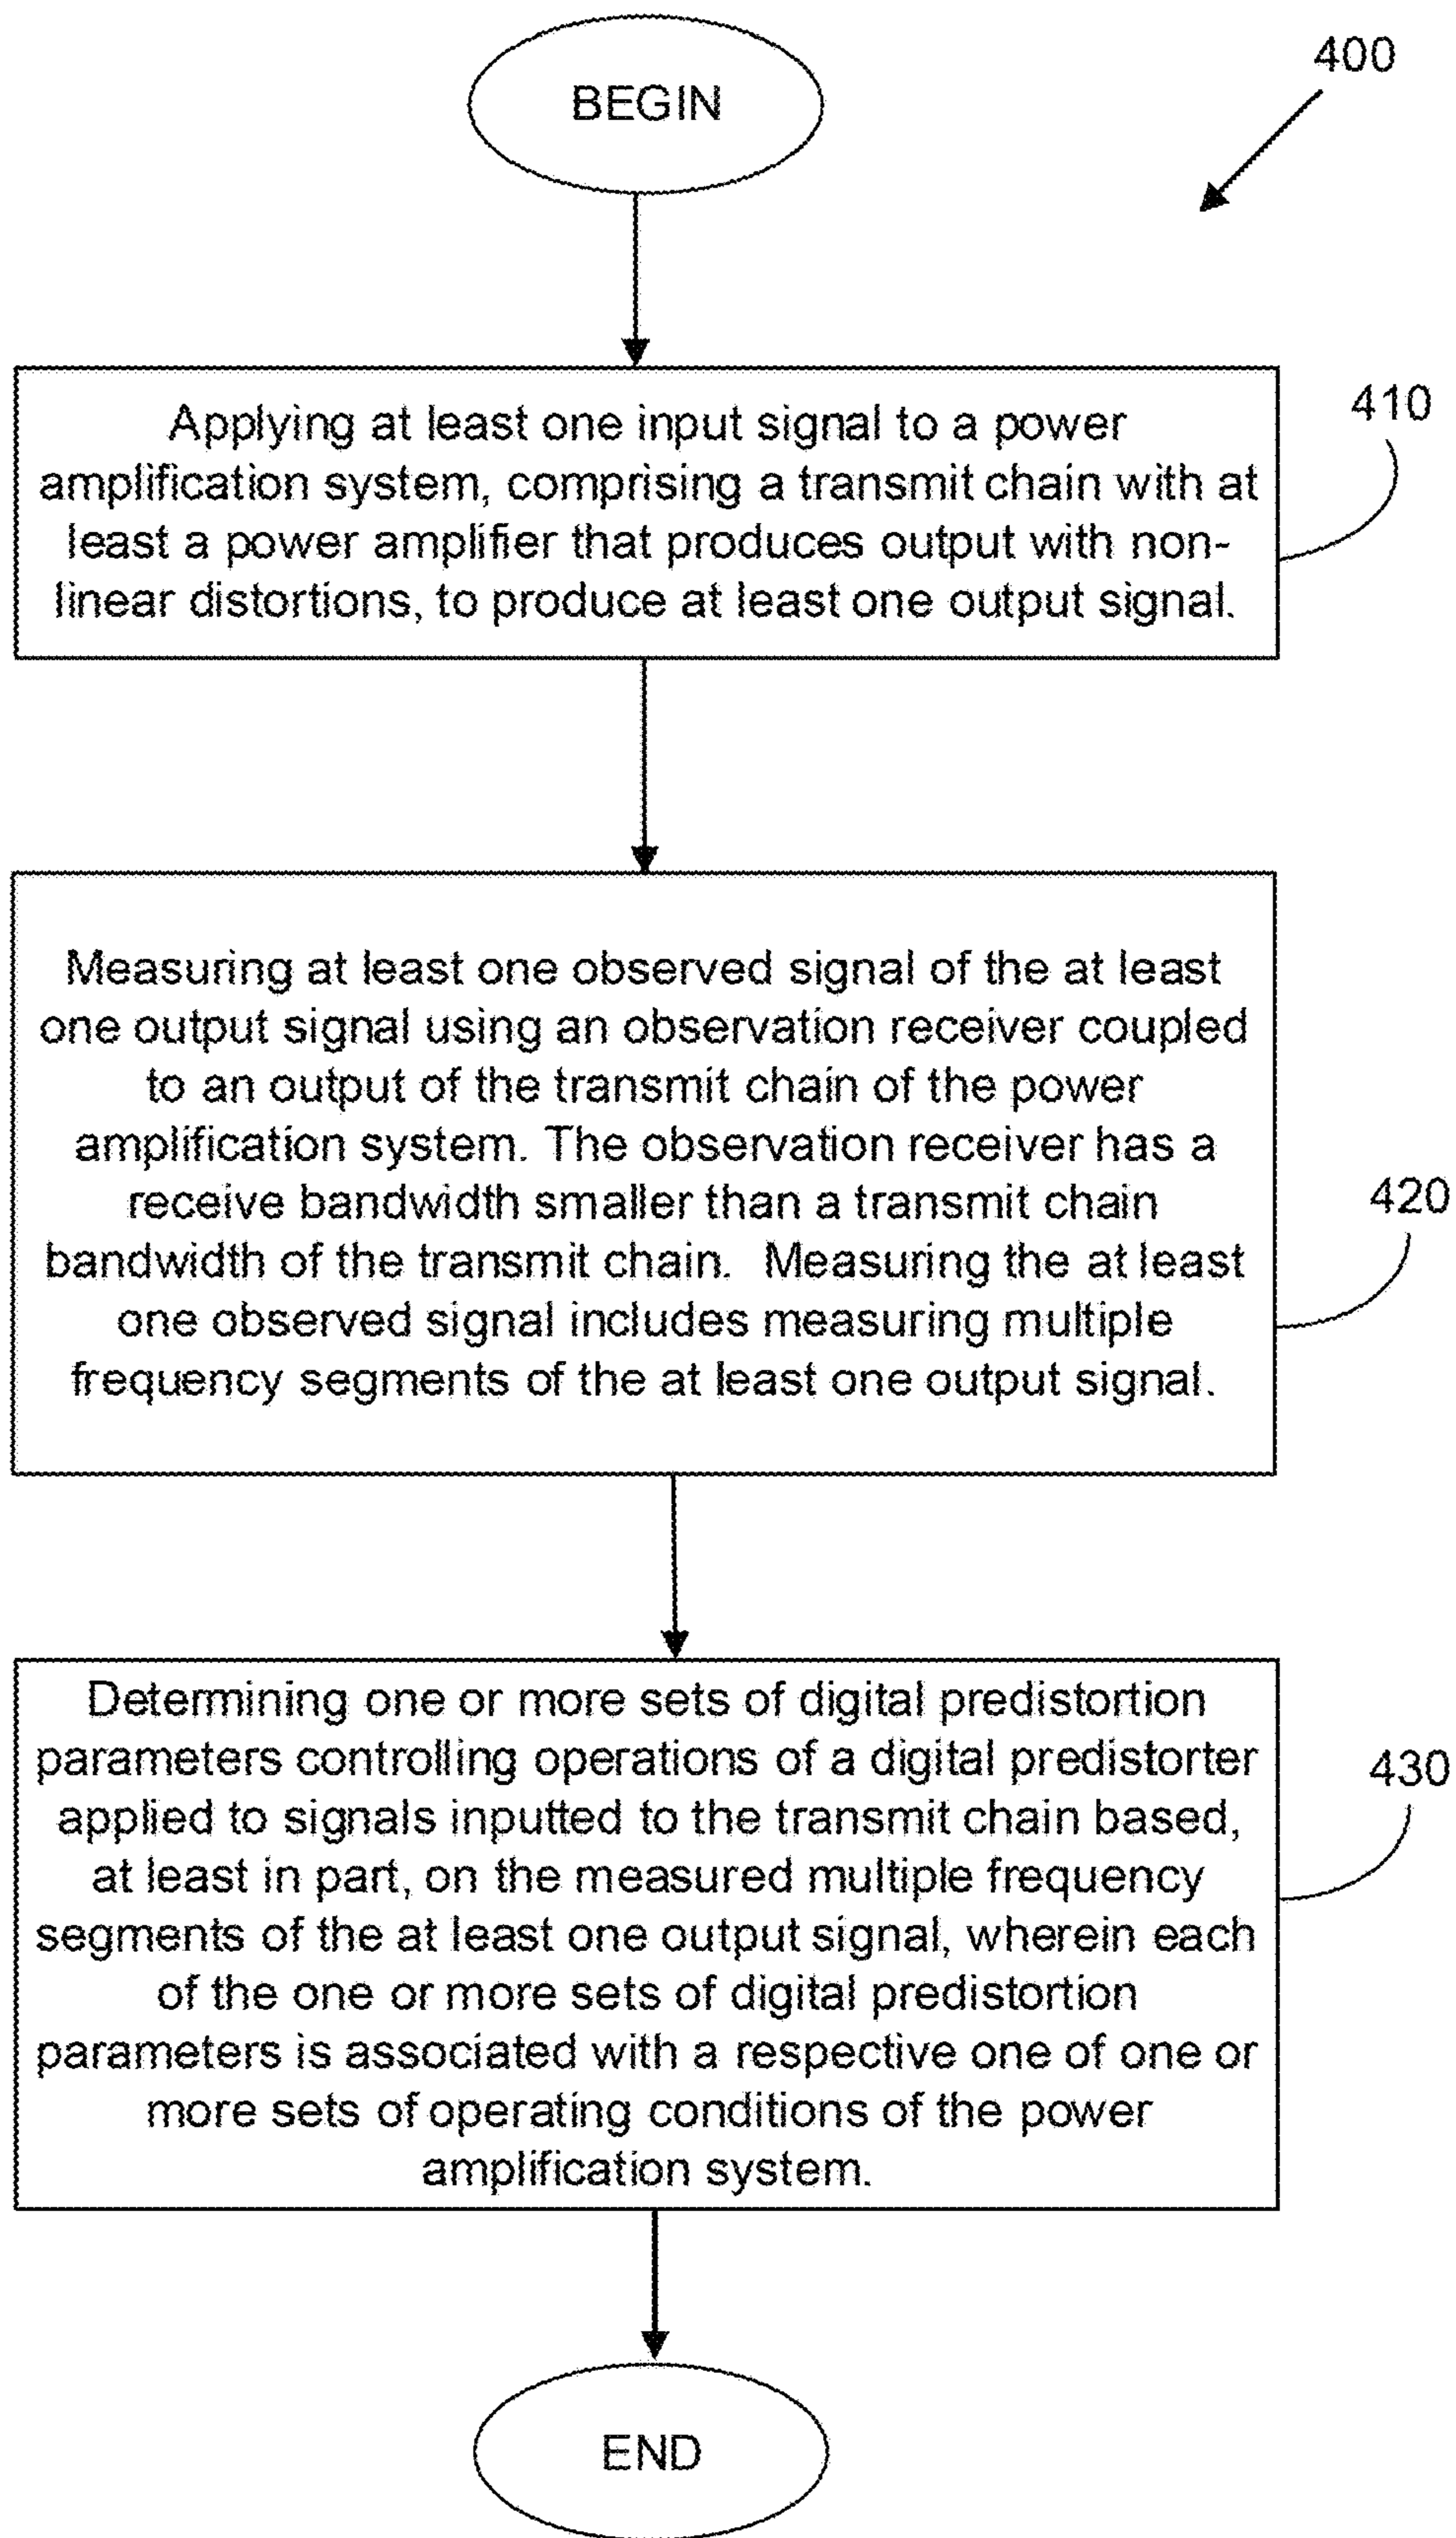 BEGIN
400
Applying at least one input signal to a power
amplification system, comprising a transmit chain with at
least a power amplifier that produces output with non-
linear distortions, to produce at least one output signal.
410
Measuring at least one observed signal of the at least
one output signal using an observation receiver coupled
to an output of the transmit chain of the power
amplification system. The observation receiver has a
receive bandwidth smaller than a transmit chain
bandwidth of the transmit chain.  Measuring the at least
one observed signal includes measuring multiple
frequency segments of the at least one output signal.
420
Determining one or more sets of digital predistortion
parameters controlling operations of a digital predistorter
applied to signals inputted to the transmit chain based,
at least in part, on the measured multiple frequency
segments of the at least one output signal, wherein each
of the one or more sets of digital predistortion
parameters is associated with a respective one of one or
more sets of operating conditions of the power
amplification system.
430
END